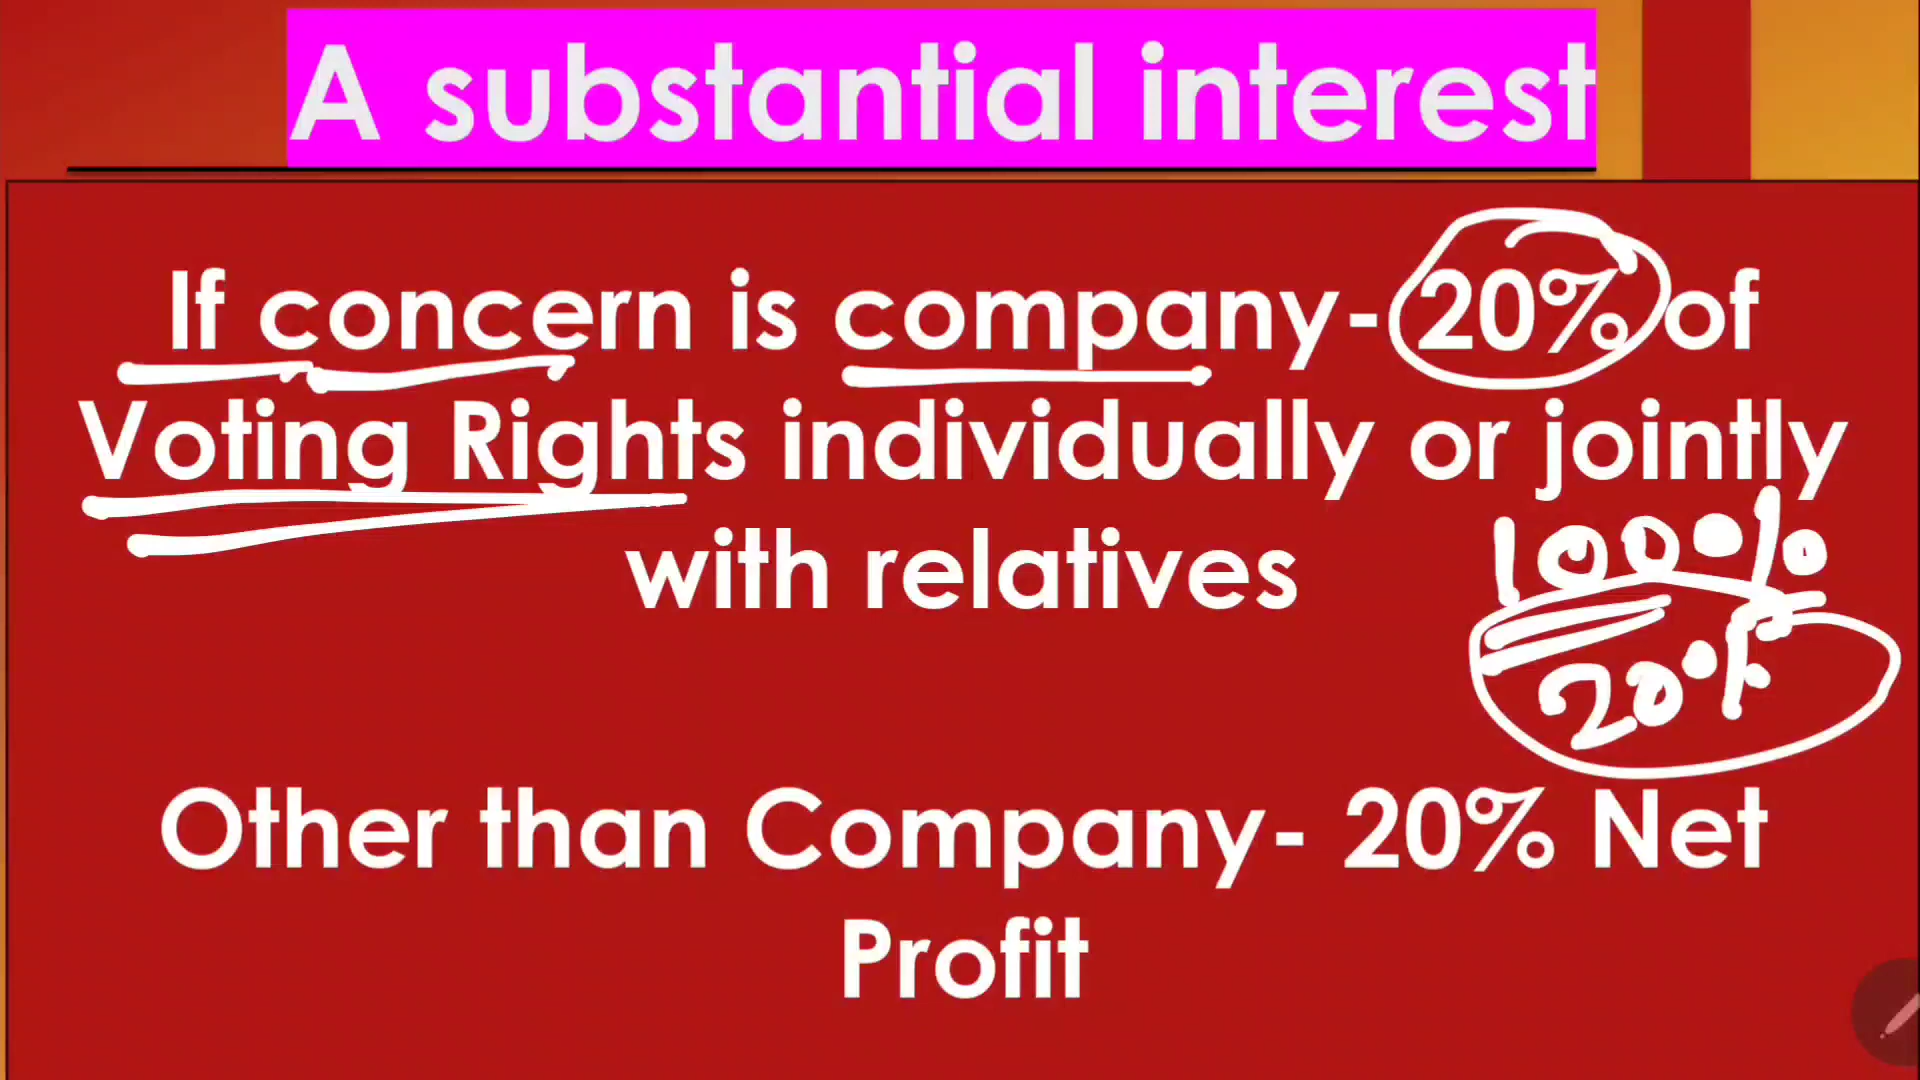 A substantial interest
If concern is company- 20% of
Voting Rights individually or jointly
with relatives
100%
20%
Other than Company- 20% Net
Profit